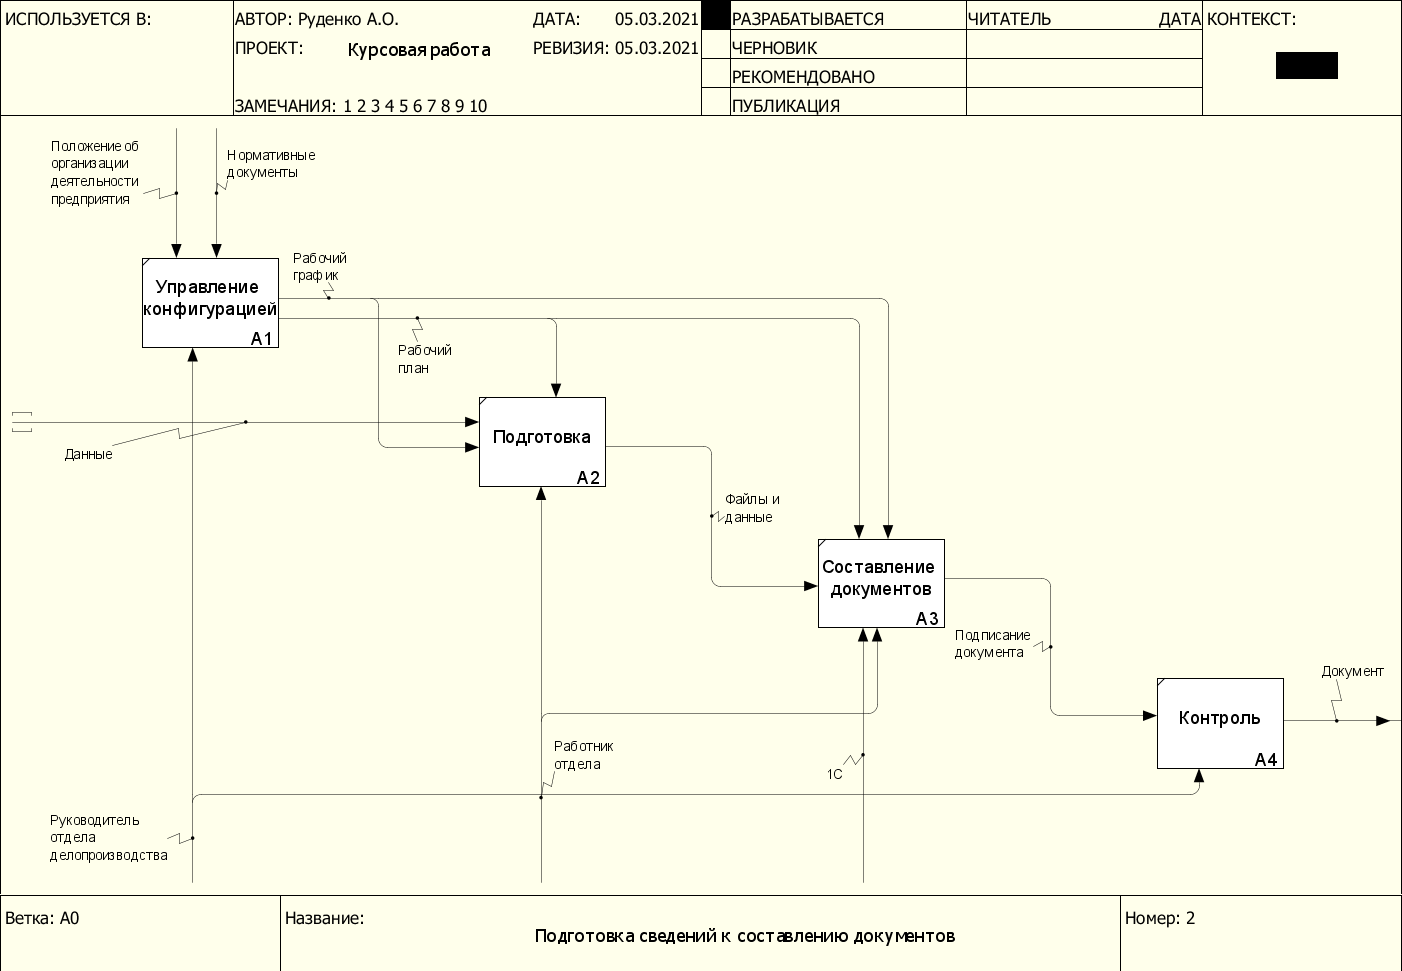 ИСПОЛЬЗУЕТСЯ В:
АВТОР: Руденко А.О.
ДАТА: 05.03.2021
ПРОЕКТ: Курсовая работа
РЕВИЗИЯ: 05.03.2021
ЗАМЕЧАНИЯ: 1 2 3 4 5 6 7 8 9 10
РАЗРАБАТЫВАЕТСЯ
ЧЕРНОВИК
РЕКОМЕНДОВАНО
ПУБЛИКАЦИЯ
ЧИТАТЕЛЬ
ДАТА
КОНТЕКСТ:
Положение об
организации
деятельности
предприятия
Нормативные
документы
Управление
конфигурацией
A1
Рабочий
график
Рабочий
план
Данные
Подготовка
A2
Файлы и
данные
Составление
документов
A3
Подписание
документа
Документ
Контроль
A4
Работник
отдела
1С
Руководитель
отдела
делопроизводства
Ветка: A0
Название:
Подготовка сведений к составлению документов
Номер: 2